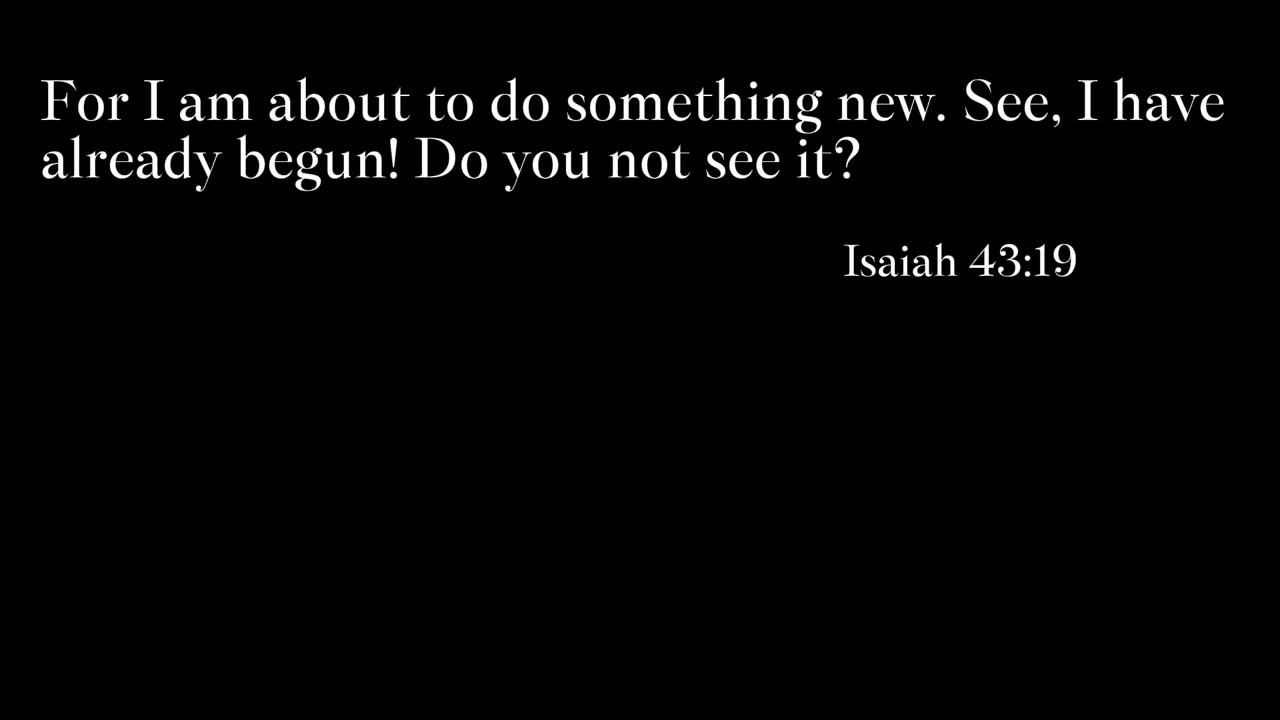 For I am about to do something new. See, I have
already begun! Do you not see it?
Isaiah 43:19